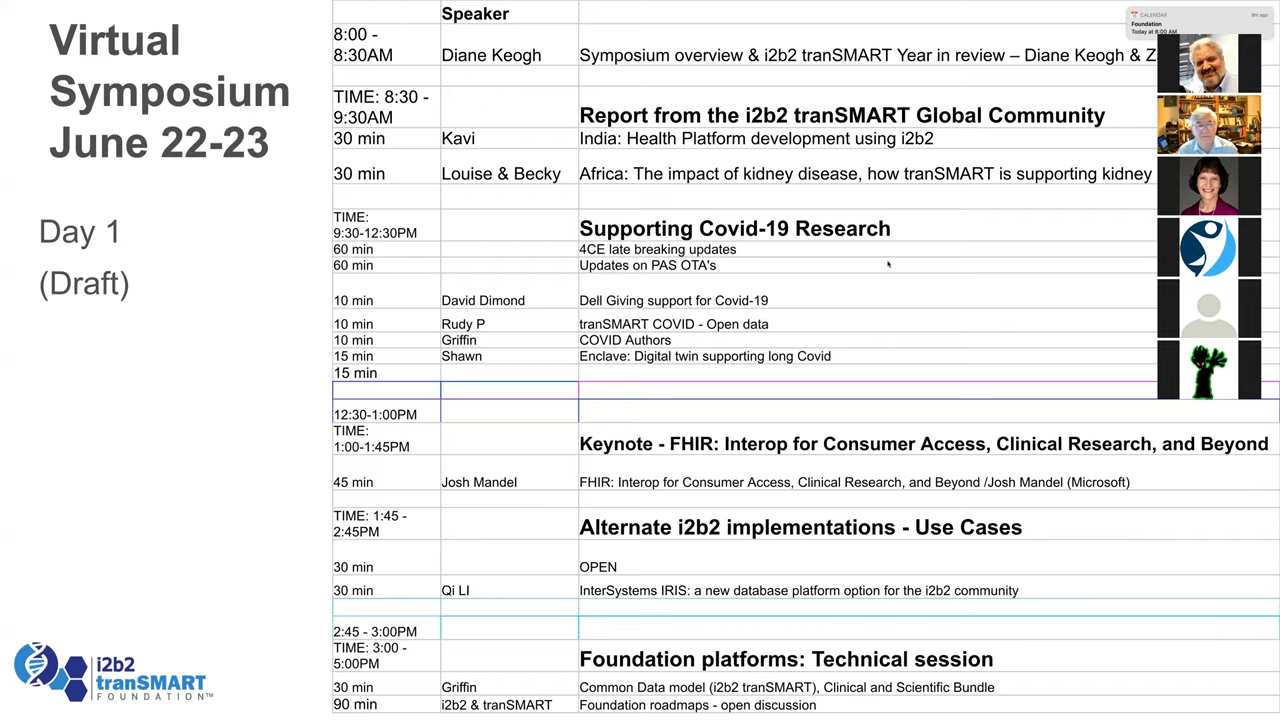 Virtual
Symposium
June 22-23
Day 1
(Draft)
Speaker
8:00 -
8:30AM Diane Keogh Symposium overview & i2b2 tranSMART Year in review – Diane Keogh & Z
TIME: 8:30 -
9:30AM Report from the i2b2 tranSMART Global Community
30 min Kavi India: Health Platform development using i2b2
30 min Louise & Becky Africa: The impact of kidney disease, how tranSMART is supporting kidney
TIME:
9:30-12:30PM Supporting Covid-19 Research
60 min 4CE late breaking updates
60 min Updates on PAS OTA's
10 min David Dimond Dell Giving support for Covid-19
10 min Rudy P tranSMART COVID - Open data
10 min Griffin COVID Authors
15 min Shawn Enclave: Digital twin supporting long Covid
15 min
12:30-1:00PM
TIME:
1:00-1:45PM Keynote - FHIR: Interop for Consumer Access, Clinical Research, and Beyond
45 min Josh Mandel FHIR: Interop for Consumer Access, Clinical Research, and Beyond /Josh Mandel (Microsoft)
TIME: 1:45 -
2:45PM Alternate i2b2 implementations - Use Cases
30 min OPEN
30 min Qi LI InterSystems IRIS: a new database platform option for the i2b2 community
2:45 - 3:00PM
TIME: 3:00 -
5:00PM Foundation platforms: Technical session
30 min Griffin Common Data model (i2b2 tranSMART), Clinical and Scientific Bundle
90 min i2b2 & tranSMART Foundation roadmaps - open discussion
CALENDAR 9m ago
Foundation
Today at 8:00 AM
i2b2
tranSMART
FOUNDATION™